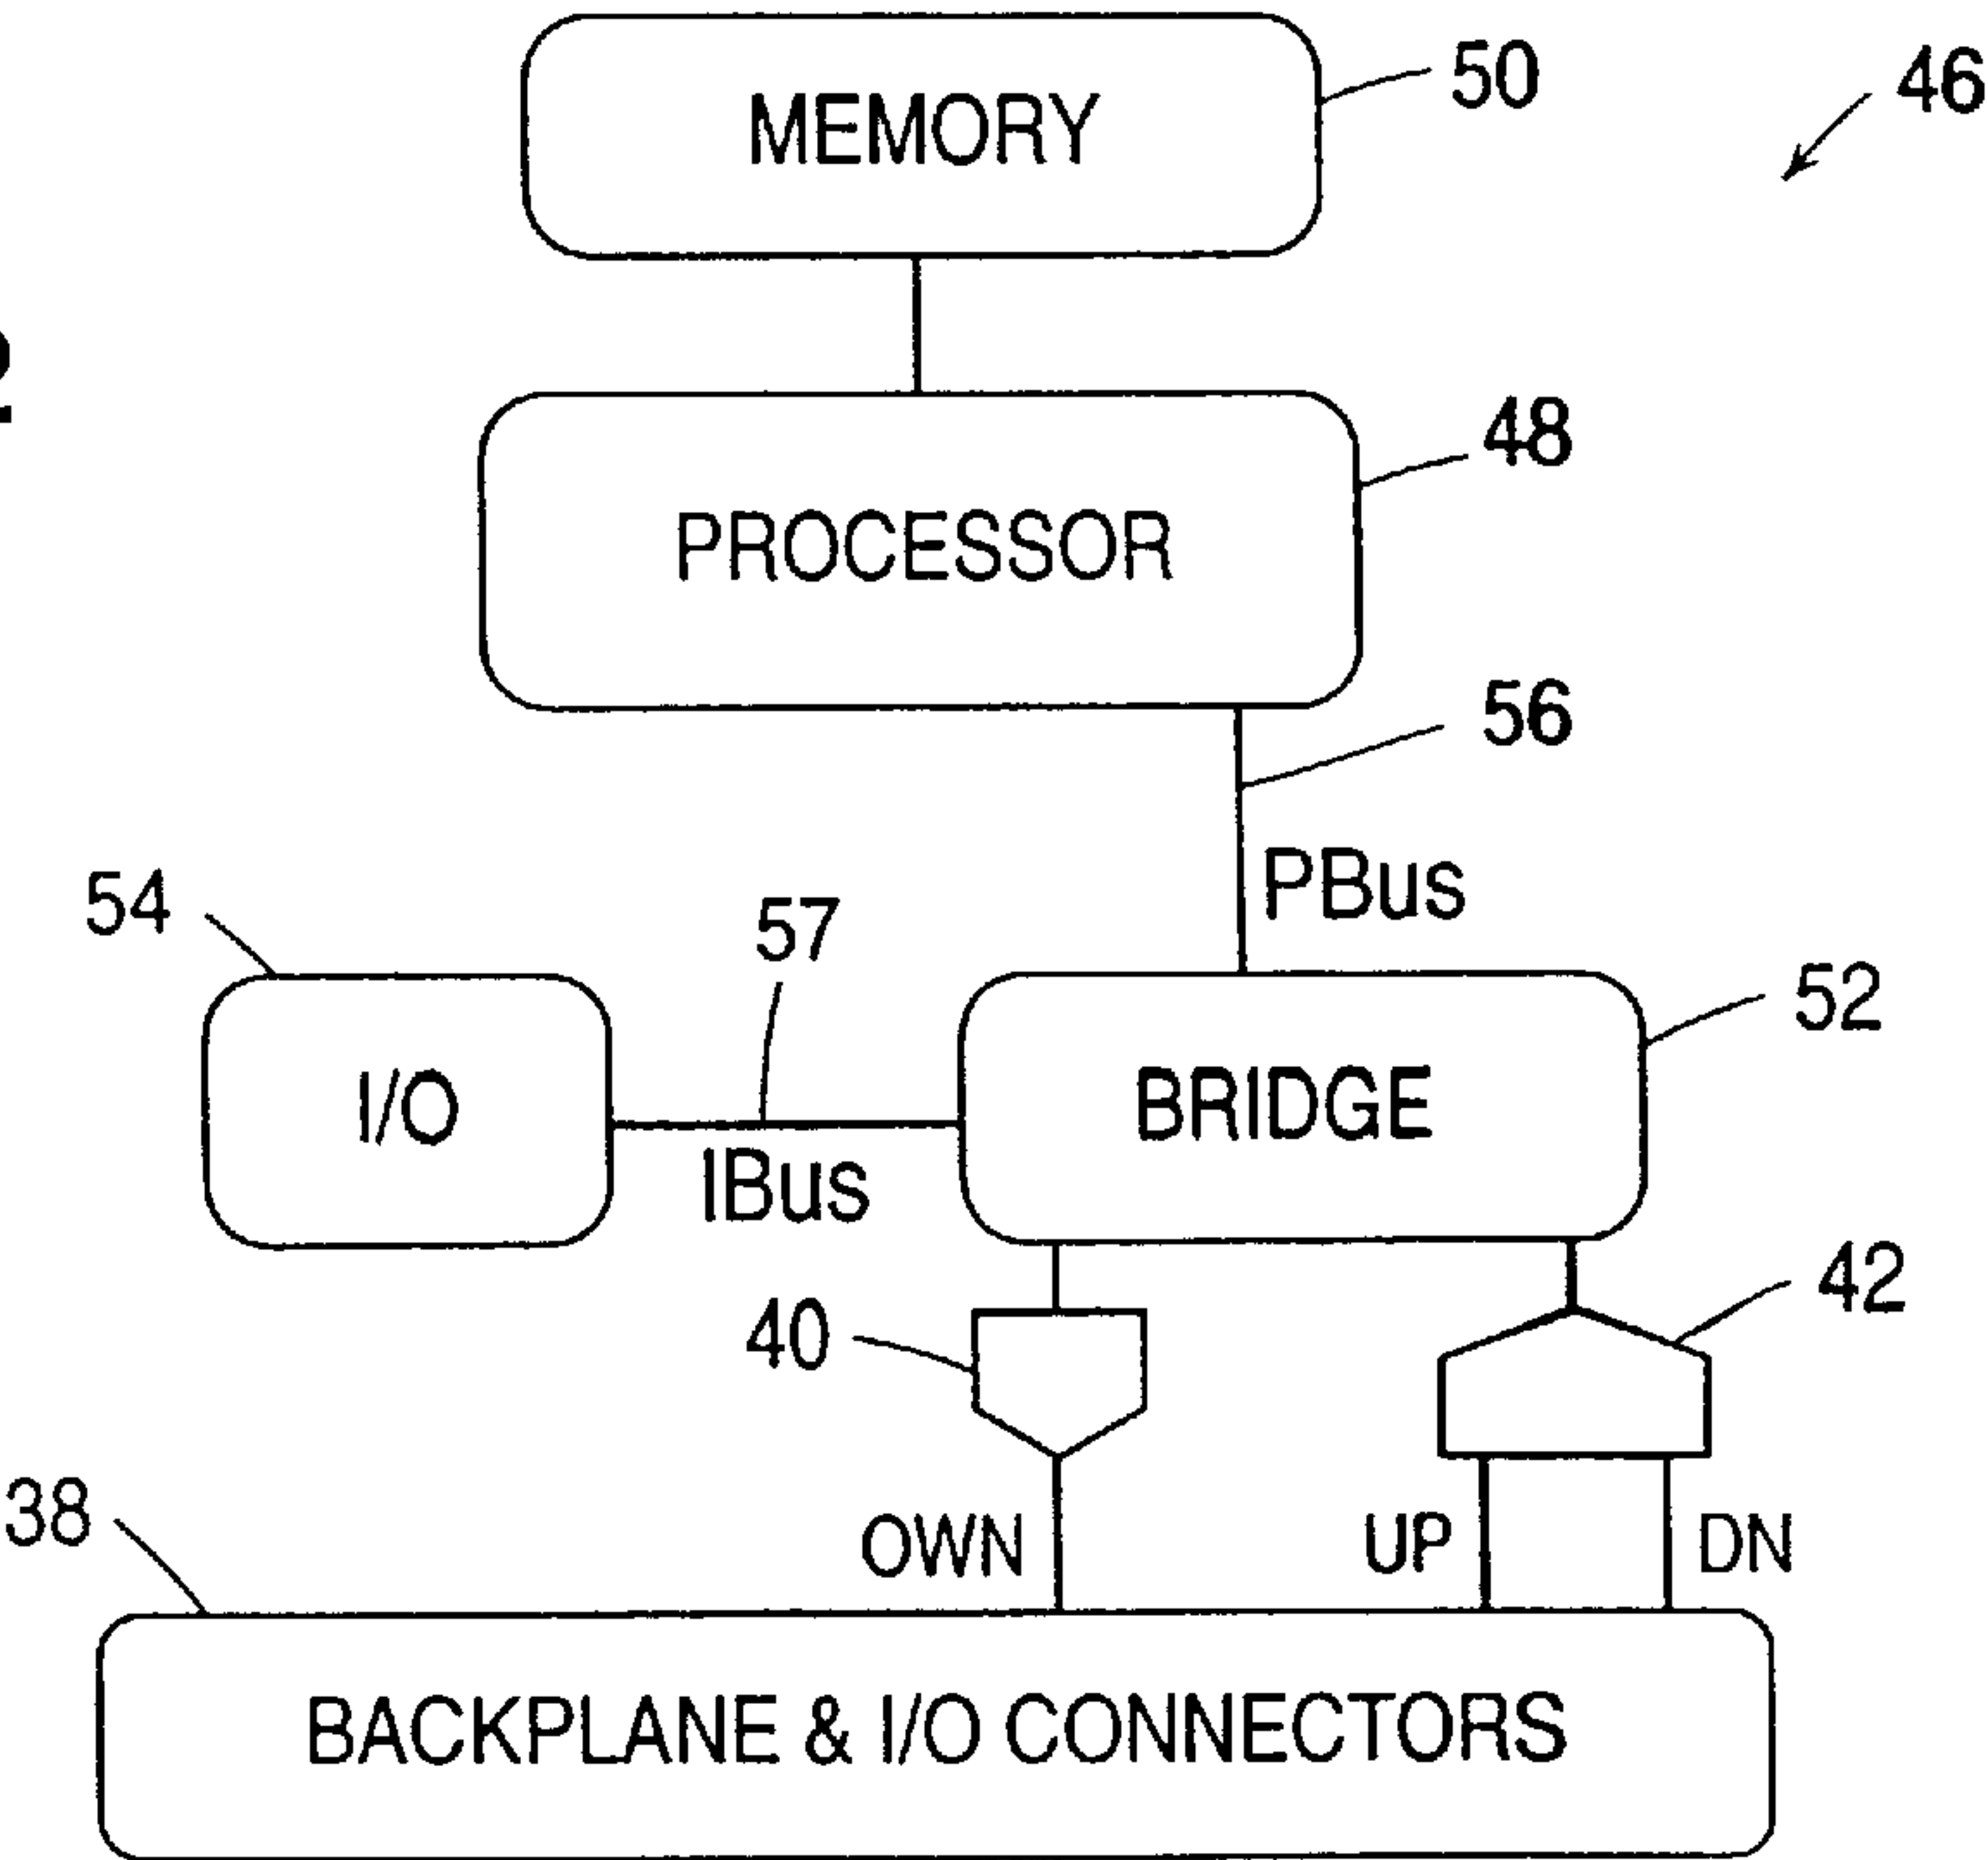 MEMORY
50
46
2
PROCESSOR
48
56
PBus
54
57
52
I/O
IBus
BRIDGE
40
42
38
OWN
UP
DN
BACKPLANE & I/O CONNECTORS